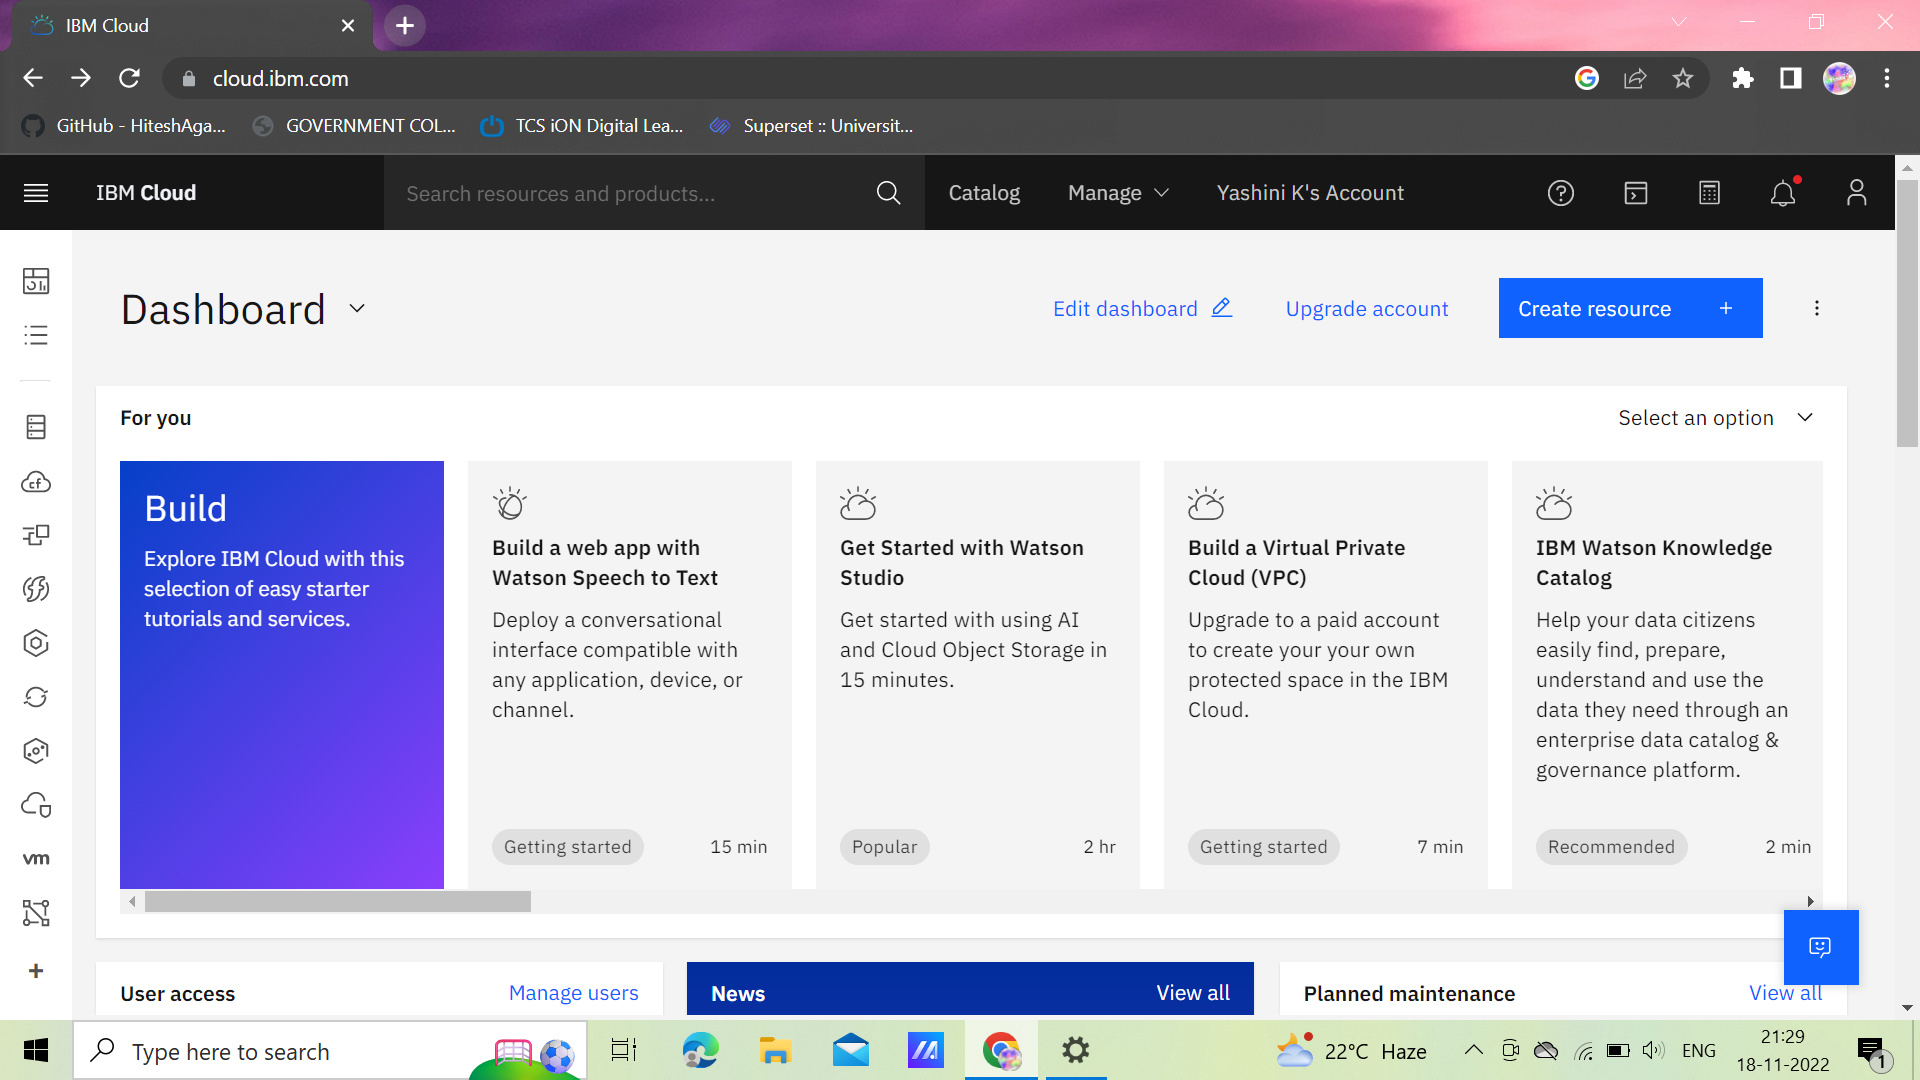 IBM Cloud
cloud.ibm.com
GitHub - HiteshAga...
GOVERNMENT COL...
TCS iON Digital Lea...
Superset :: Universit...
IBM Cloud
Search resources and products...
Catalog
Manage
Yashini K's Account
Dashboard
Edit dashboard
Upgrade account
Create resource +
For you
Select an option
Build
Explore IBM Cloud with this
selection of easy starter
tutorials and services.
Build a web app with
Watson Speech to Text
Deploy a conversational
interface compatible with
any application, device, or
channel.
Getting started
15 min
Get Started with Watson
Studio
Get started with using AI
and Cloud Object Storage in
15 minutes.
Popular
2 hr
Build a Virtual Private
Cloud (VPC)
Upgrade to a paid account
to create your your own
protected space in the IBM
Cloud.
Getting started
7 min
IBM Watson Knowledge
Catalog
Help your data citizens
easily find, prepare,
understand and use the
data they need through an
enterprise data catalog &
governance platform.
Recommended
2 min
cf
vm
User access
Manage users
News
View all
Planned maintenance
View all
Type here to search
22°C Haze
ENG
21:29
18-11-2022
1